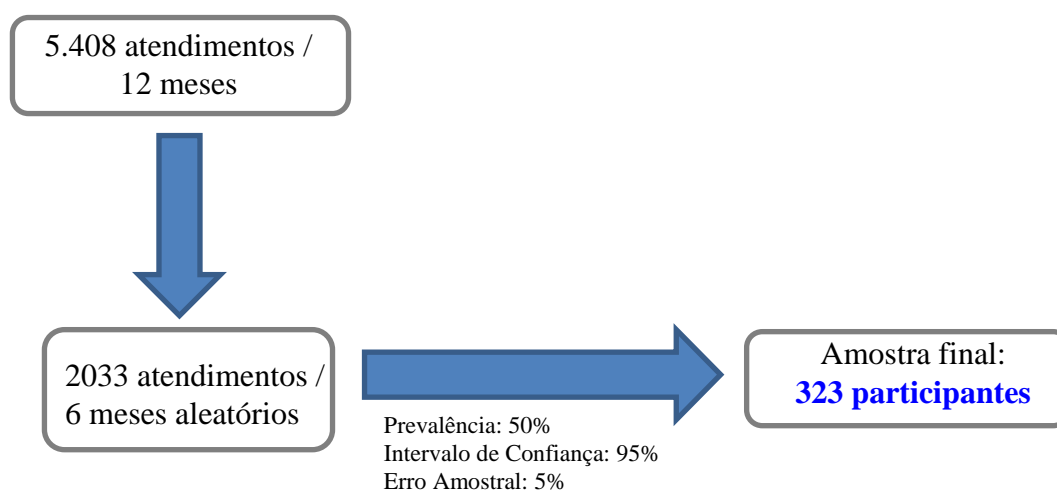 5.408 atendimentos /
12 meses
2033 atendimentos /
6 meses aleatórios
Prevalência: 50%
Intervalo de Confiança: 95%
Erro Amostral: 5%
Amostra final:
323 participantes